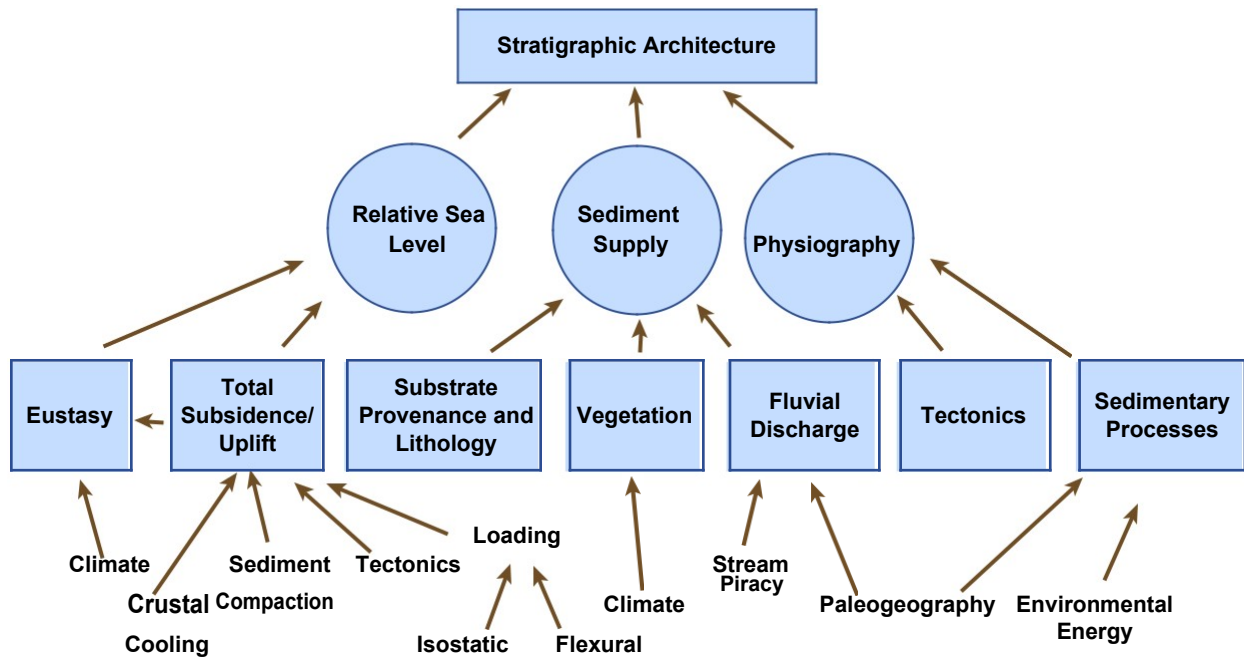 Stratigraphic Architecture
Relative Sea
Level
Sediment
Supply
Physiography
Eustasy
Total
Subsidence/
Uplift
Substrate
Provenance and
Lithology
Vegetation
Fluvial
Discharge
Tectonics
Sedimentary
Processes
Climate
Crustal
Cooling
Sediment
Compaction
Tectonics
Loading
Isostatic
Flexural
Climate
Stream
Piracy
Paleogeography
Environmental
Energy